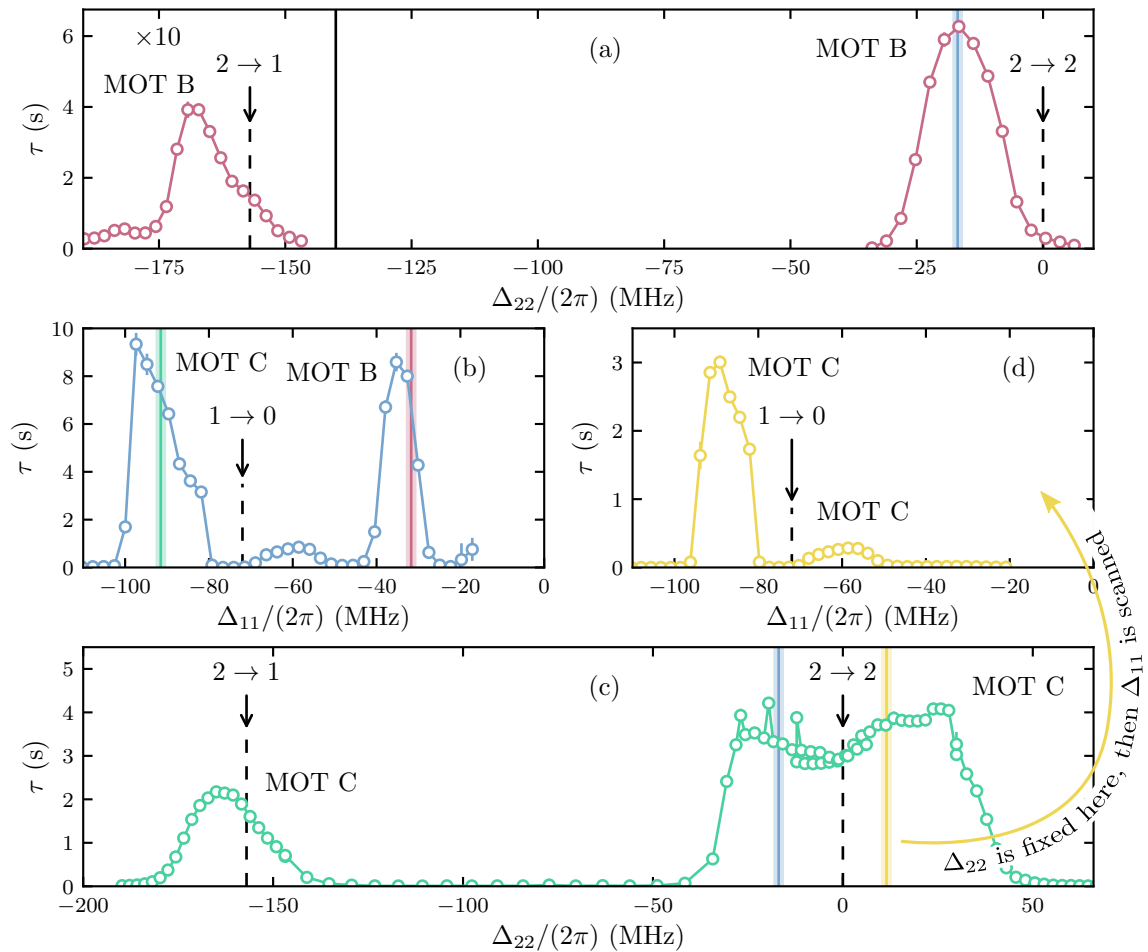 ×10
MOT B
2 → 1
(a)
MOT B
2 → 2
τ (s)
6
4
2
0
−175
−150
−125
−100
−75
−50
−25
0
Δ₂₂/(2π) (MHz)
MOT C
MOT B
(b)
1 → 0
τ (s)
10
8
6
4
2
0
−100
−80
−60
−40
−20
0
Δ₁₁/(2π) (MHz)
MOT C
(d)
1 → 0
MOT C
τ (s)
3
2
1
0
−100
−80
−60
−40
−20
0
Δ₁₁/(2π) (MHz)
2 → 1
(c)
2 → 2
MOT C
MOT C
τ (s)
5
4
3
2
1
0
−200
−150
−100
−50
0
50
Δ₂₂/(2π) (MHz)
Δ₂₂ is fixed here, then Δ₁₁ is scanned